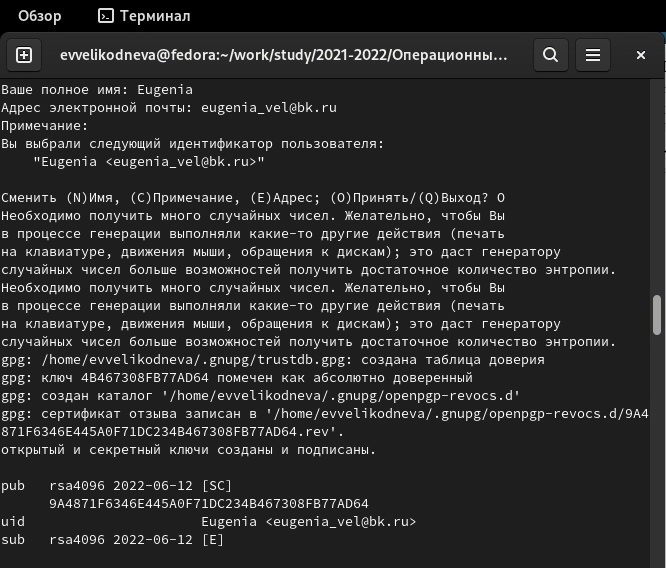 Обзор Терминал
evvelikodneva@fedora:~/work/study/2021-2022/Операционны...
Ваше полное имя: Eugenia
Адрес электронной почты: eugenia_vel@bk.ru
Примечание:
Вы выбрали следующий идентификатор пользователя:
"Eugenia <eugenia_vel@bk.ru>"
Сменить (N)Имя, (C)Примечание, (E)Адрес; (O)Принять/(Q)Выход? O
Необходимо получить много случайных чисел. Желательно, чтобы Вы
в процессе генерации выполняли какие-то другие действия (печать
на клавиатуре, движения мыши, обращения к дискам); это даст генератору
случайных чисел больше возможностей получить достаточное количество энтропии.
Необходимо получить много случайных чисел. Желательно, чтобы Вы
в процессе генерации выполняли какие-то другие действия (печать
на клавиатуре, движения мыши, обращения к дискам); это даст генератору
случайных чисел больше возможностей получить достаточное количество энтропии.
gpg: /home/evvelikodneva/.gnupg/trustdb.gpg: создана таблица доверия
gpg: ключ 4B467308FB77AD64 помечен как абсолютно доверенный
gpg: создан каталог '/home/evvelikodneva/.gnupg/openpgp-revocs.d'
gpg: сертификат отзыва записан в '/home/evvelikodneva/.gnupg/openpgp-revocs.d/9A4
871F6346E445A0F71DC234B467308FB77AD64.rev'.
открытый и секретный ключи созданы и подписаны.
pub rsa4096 2022-06-12 [SC]
9A4871F6346E445A0F71DC234B467308FB77AD64
uid Eugenia <eugenia_vel@bk.ru>
sub rsa4096 2022-06-12 [E]